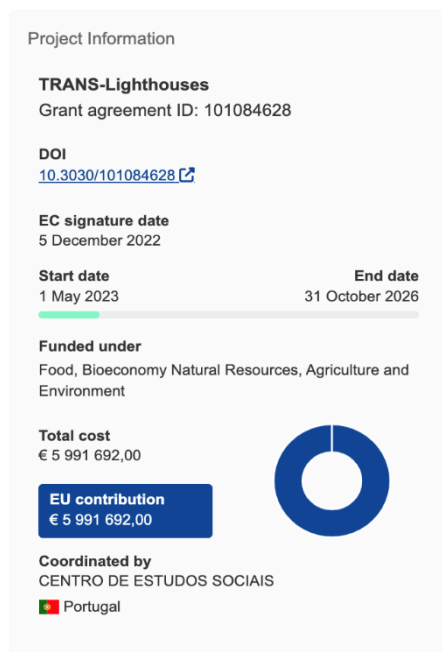 Project Information
TRANS-Lighthouses
Grant agreement ID: 101084628
DOI
10.3030/101084628
EC signature date
5 December 2022
Start date
End date
1 May 2023
31 October 2026
Funded under
Food, Bioeconomy Natural Resources, Agriculture and
Environment
Total cost
€ 5 991 692,00
EU contribution
€ 5 991 692,00
Coordinated by
CENTRO DE ESTUDOS SOCIAIS
Portugal